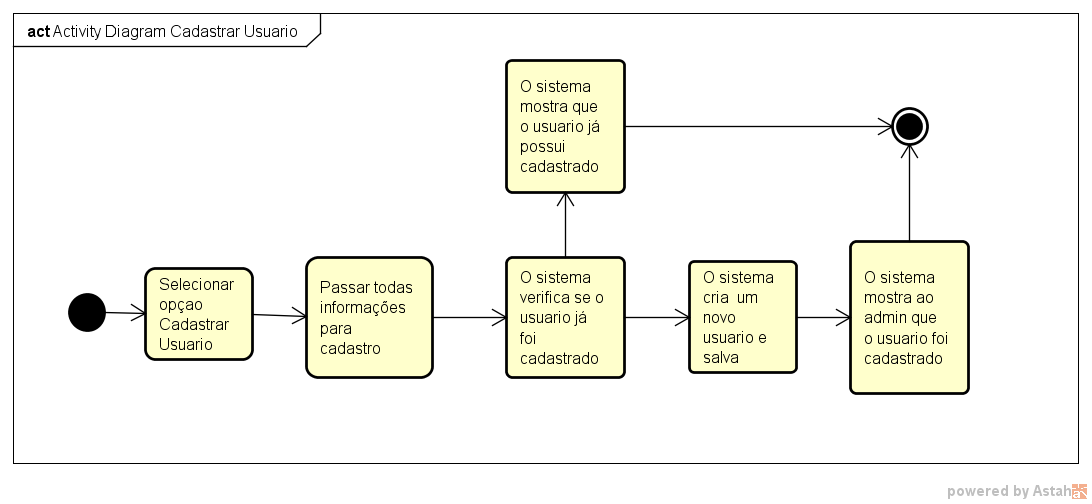 act Activity Diagram Cadastrar Usuario
O sistema
mostra que
o usuario já
possui
cadastrado
Selecionar
opçao
Cadastrar
Usuario
Passar todas
informações
para
cadastro
O sistema
verifica se o
usuario já
foi
cadastrado
O sistema
cria um
novo
usuario e
salva
O sistema
mostra ao
admin que
o usuario foi
cadastrado
powered by Astah